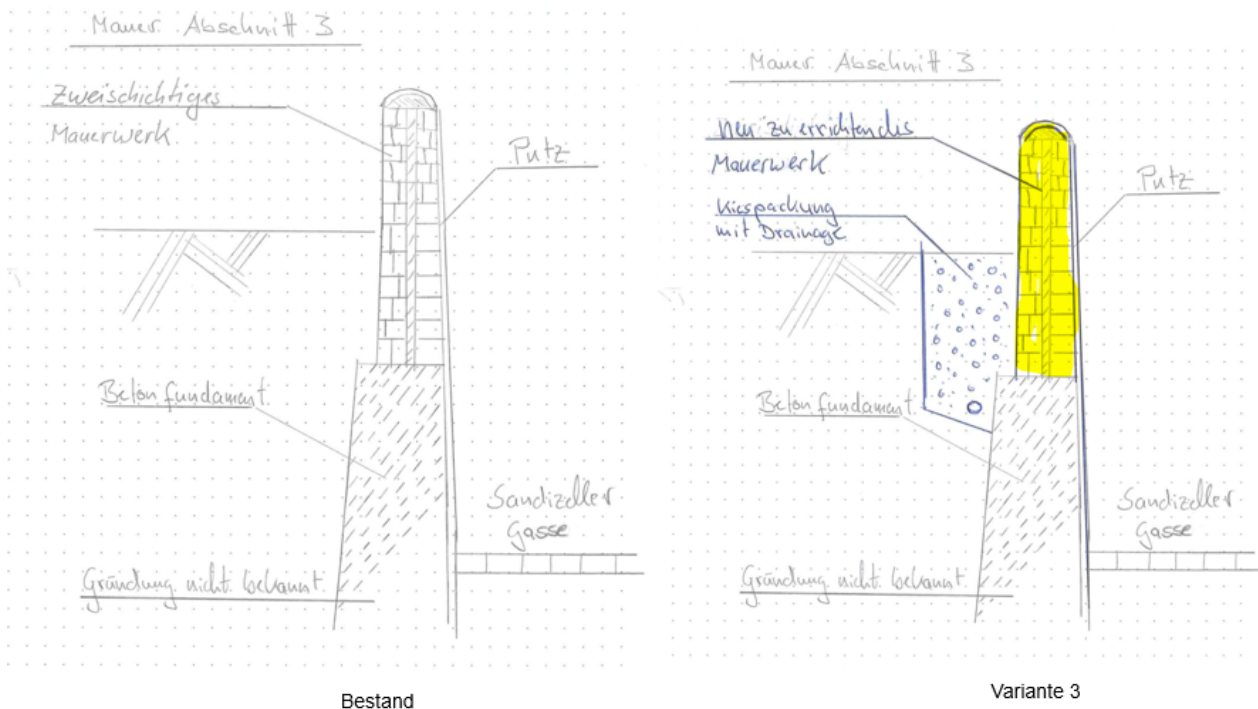 Mauer Abschnitt 3
Zweischichtiges
Mauerwerk
Putz
Betonfundament
Sandizeller
Gasse
Gründung nicht bekannt
Bestand
Mauer Abschnitt 3
neu zu errichtendes
Mauerwerk
Putz
Kiespackung
mit Drainage
Betonfundament
Sandizeller
Gasse
Gründung nicht bekannt
Variante 3